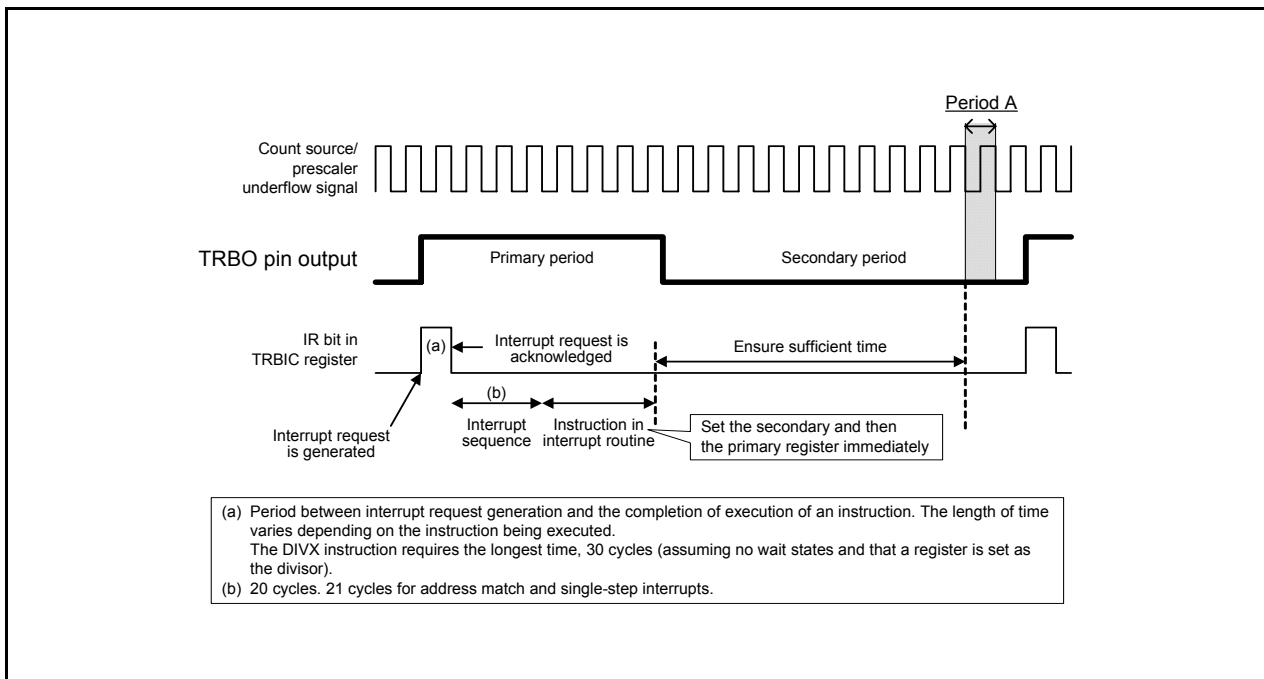 Period A
Count source/
prescaler
underflow signal
TRBO pin output
Primary period
Secondary period
IR bit in
TRBIC register
(a)
Interrupt request is
acknowledged
Ensure sufficient time
(b)
Interrupt request
is generated
Interrupt
sequence
Instruction in
interrupt routine
Set the secondary and then
the primary register immediately
(a) Period between interrupt request generation and the completion of execution of an instruction. The length of time
varies depending on the instruction being executed.
The DIVX instruction requires the longest time, 30 cycles (assuming no wait states and that a register is set as
the divisor).
(b) 20 cycles. 21 cycles for address match and single-step interrupts.